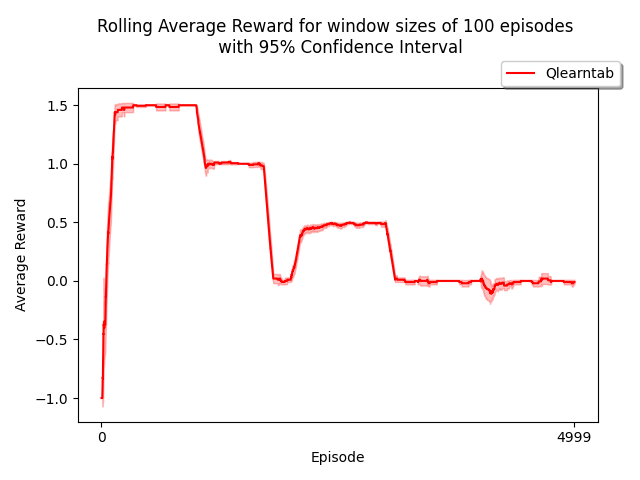 Rolling Average Reward for window sizes of 100 episodes
with 95% Confidence Interval
Qlearntab
1.5
1.0
0.5
0.0
−0.5
−1.0
Average Reward
0
4999
Episode